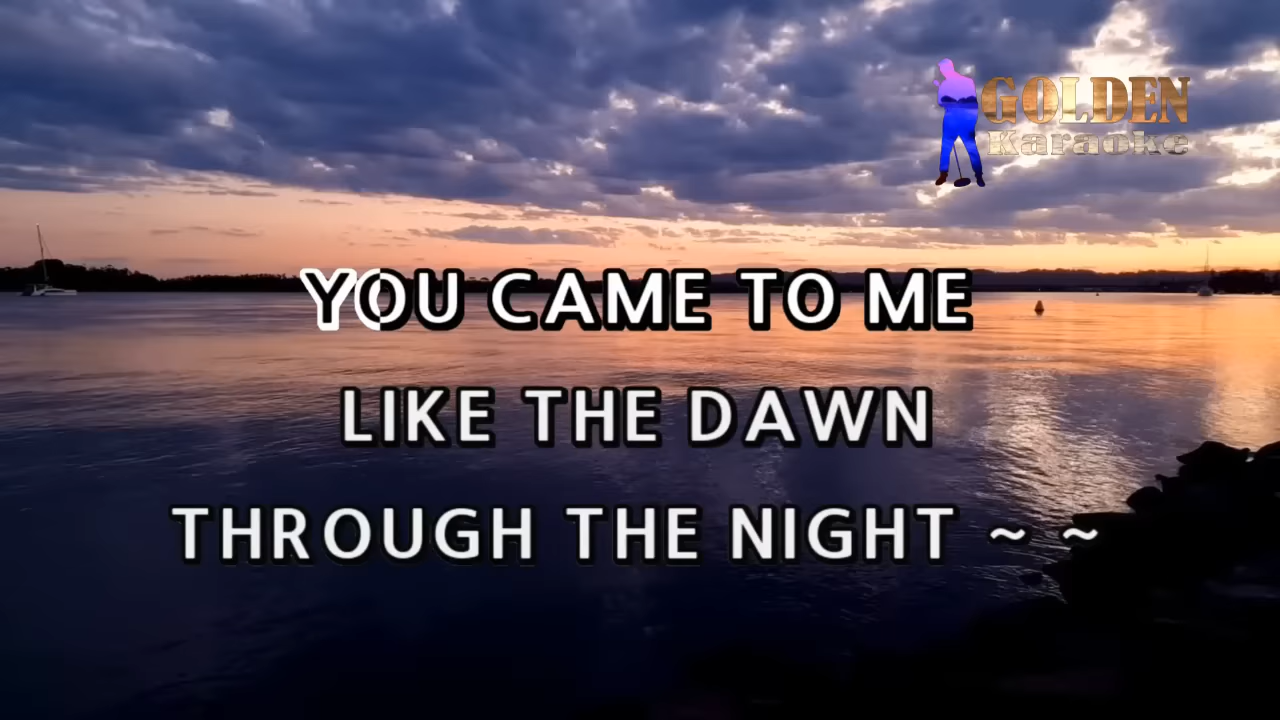 GOLDEN
Karaoke
YOU CAME TO ME
LIKE THE DAWN
THROUGH THE NIGHT ~ ~